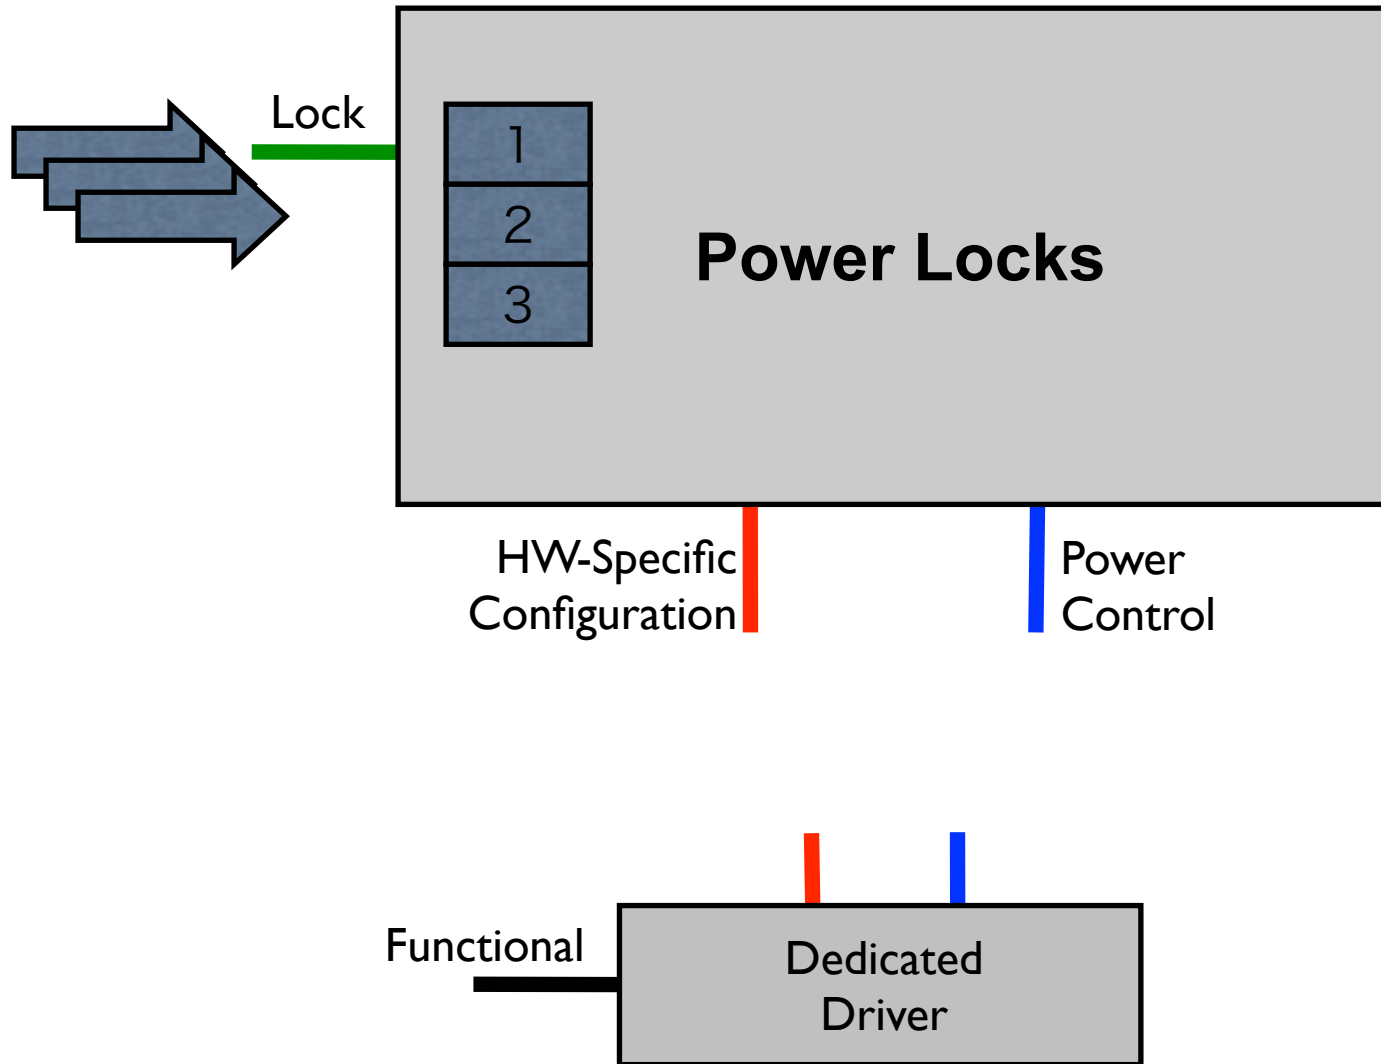 Lock
1
2
3
Power Locks
HW-Specific
Configuration
Power
Control
Functional
Dedicated
Driver